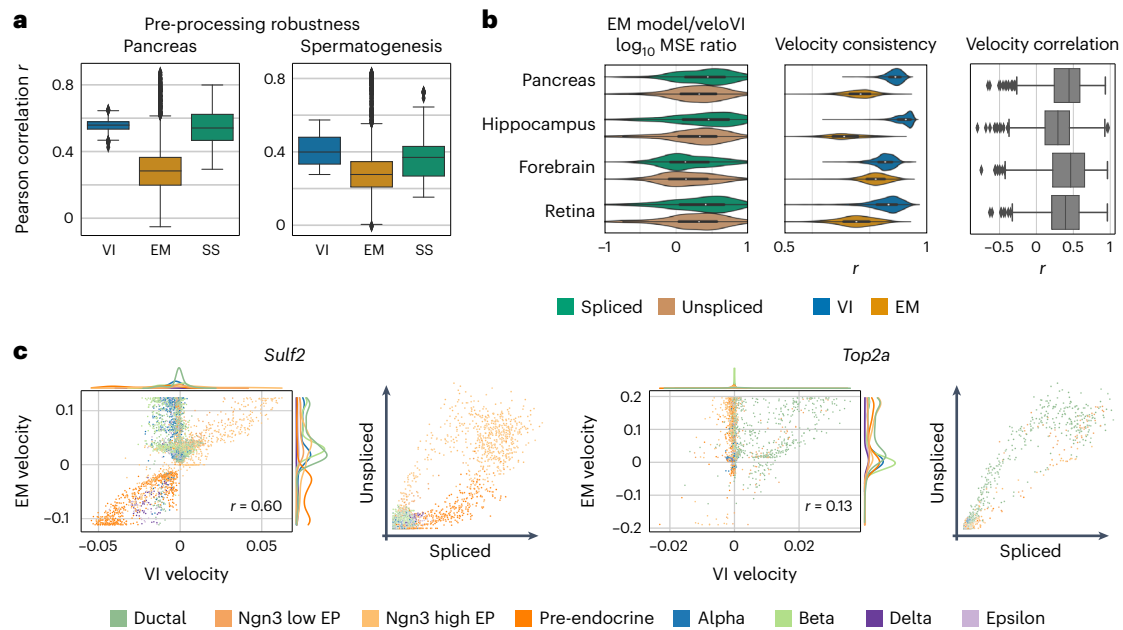 a
Pre-processing robustness
Pancreas
Spermatogenesis
Pearson correlation r
0.8
0.4
0
VI
EM
SS
0.8
0.4
0
VI
EM
SS
b
EM model/veloVI
log10 MSE ratio
Velocity consistency
Velocity correlation
Pancreas
Hippocampus
Forebrain
Retina
−1
0
1
0.5
1
r
−0.5
0
0.5
1
r
Spliced
Unspliced
VI
EM
c
Sulf2
EM velocity
0.1
0
−0.1
r = 0.60
−0.05
0
0.05
VI velocity
Unspliced
Spliced
Top2a
EM velocity
0.2
0.1
0
−0.1
−0.2
r = 0.13
−0.02
0
0.02
VI velocity
Unspliced
Spliced
Ductal
Ngn3 low EP
Ngn3 high EP
Pre-endocrine
Alpha
Beta
Delta
Epsilon